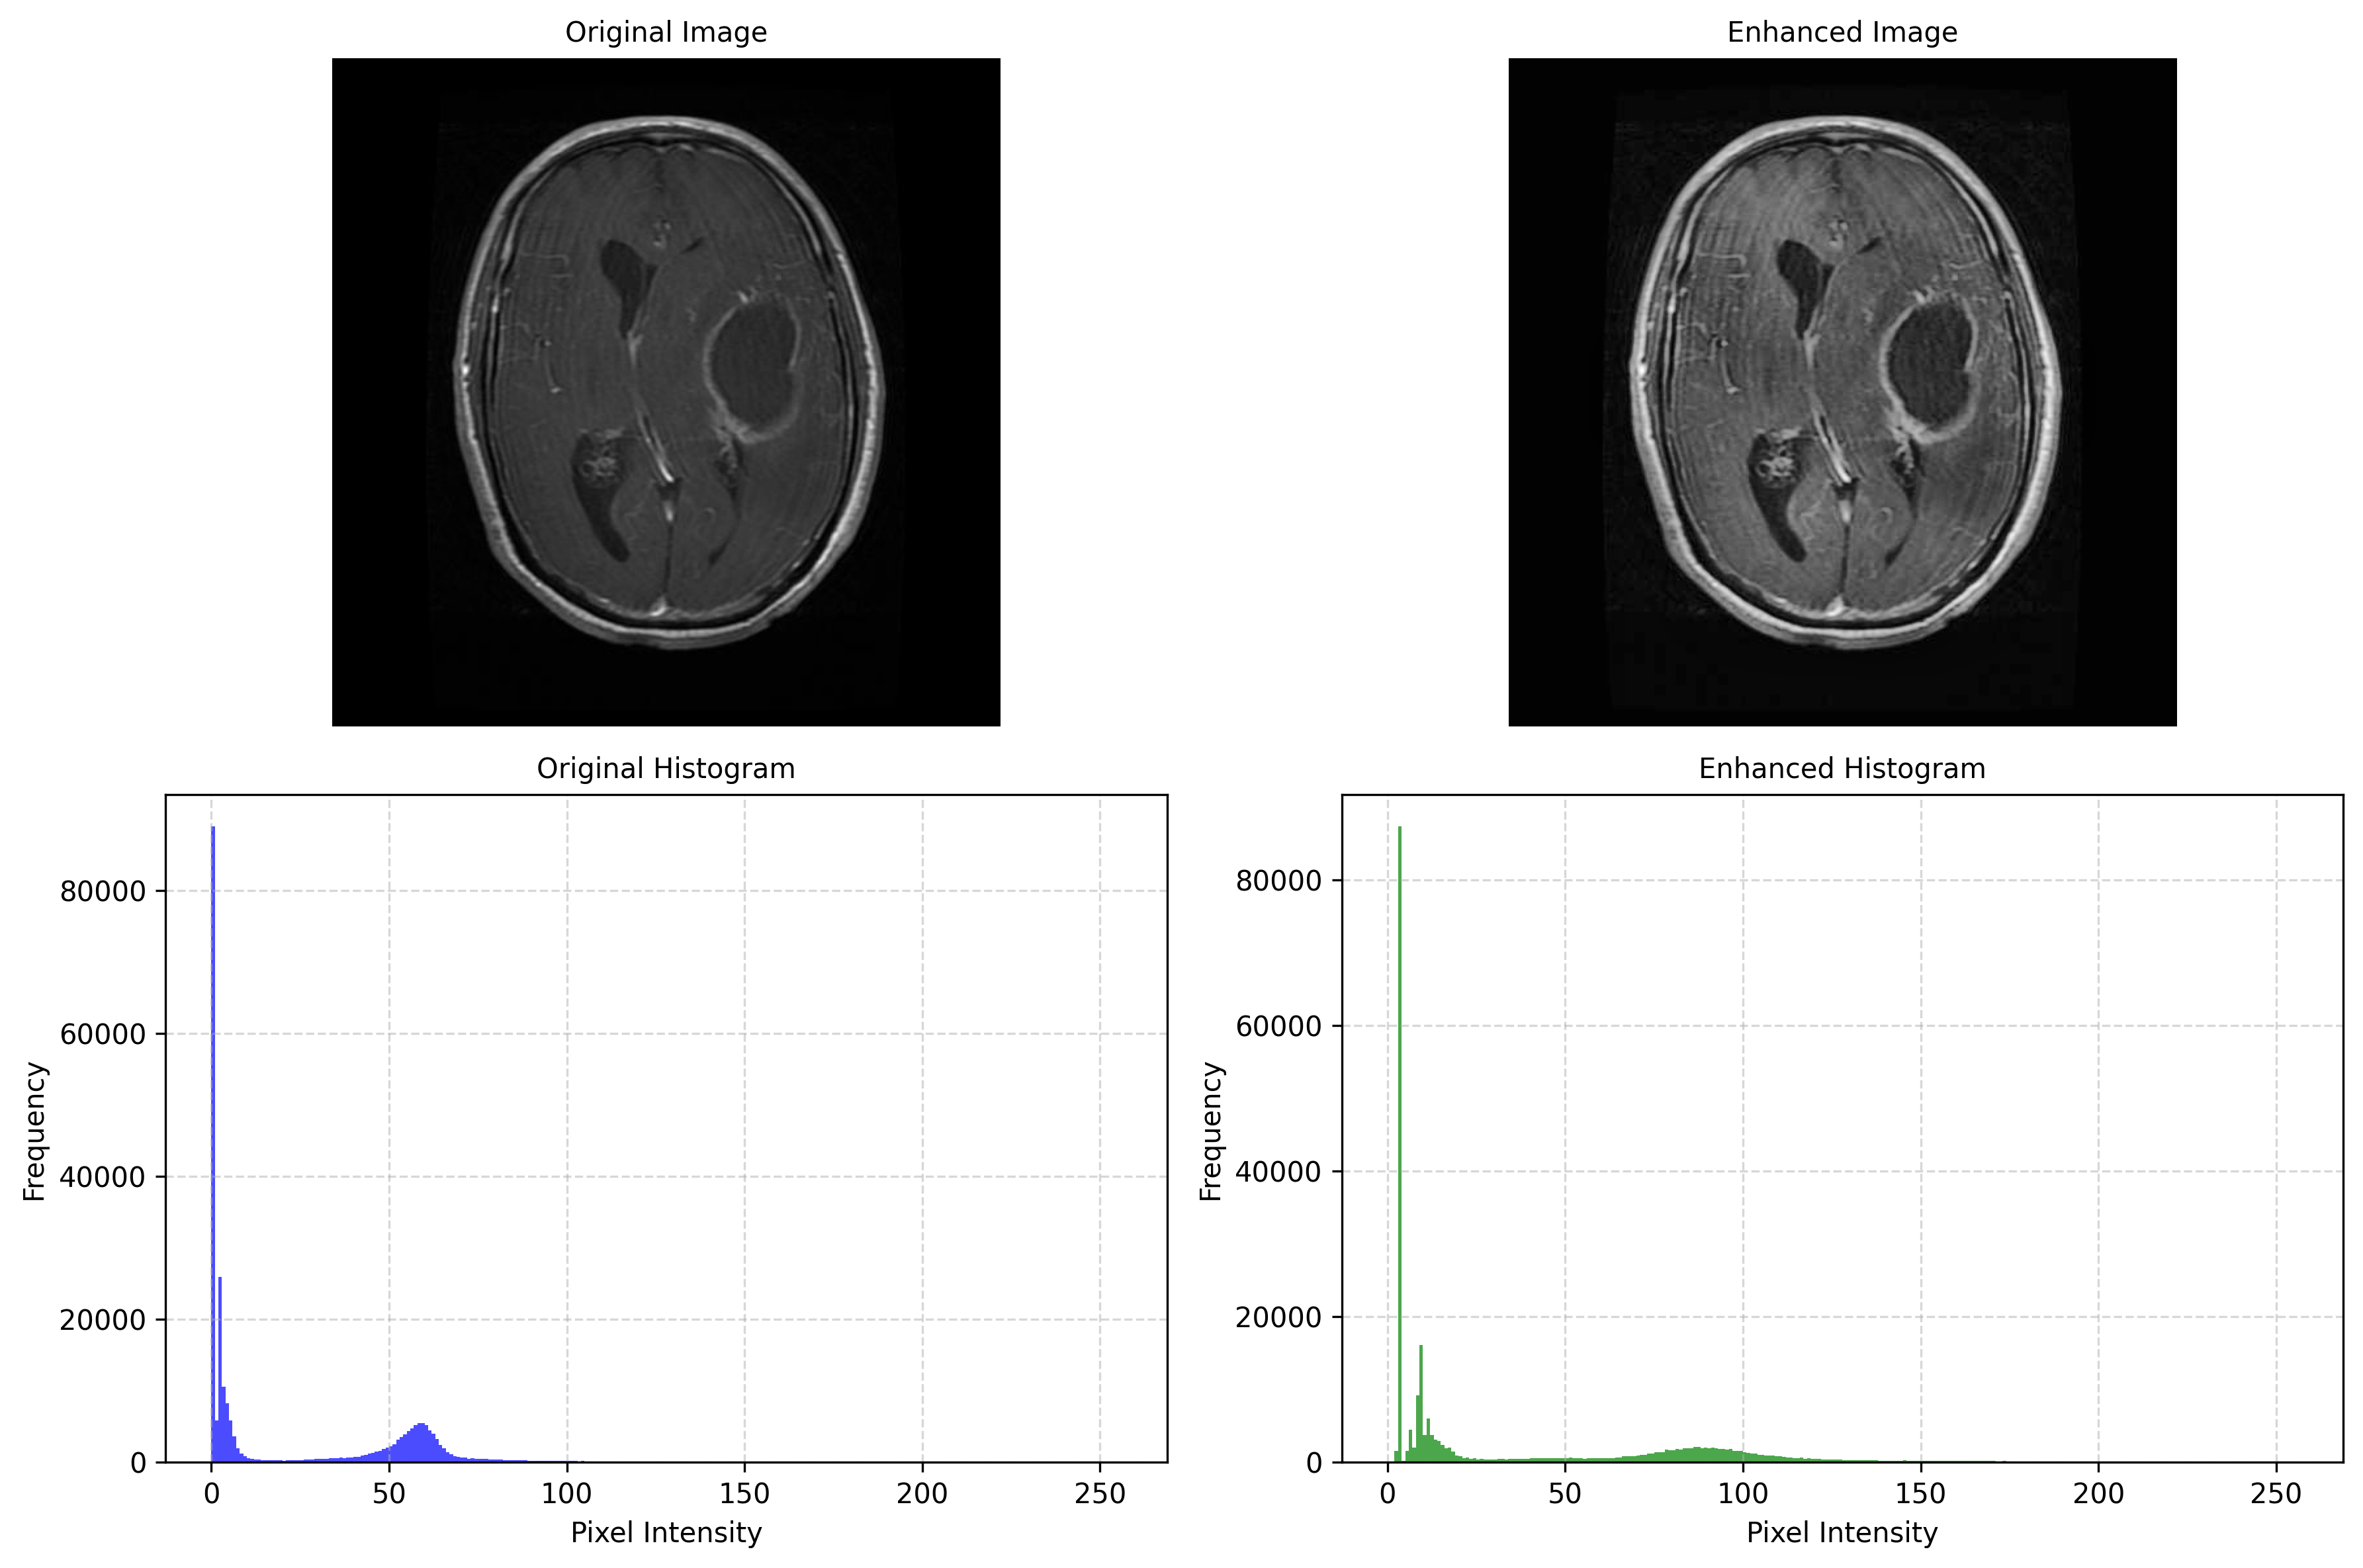 Original Image
Enhanced Image
Original Histogram
Enhanced Histogram
Frequency
80000
60000
40000
20000
0
0 50 100 150 200 250
Pixel Intensity
Frequency
80000
60000
40000
20000
0
0 50 100 150 200 250
Pixel Intensity